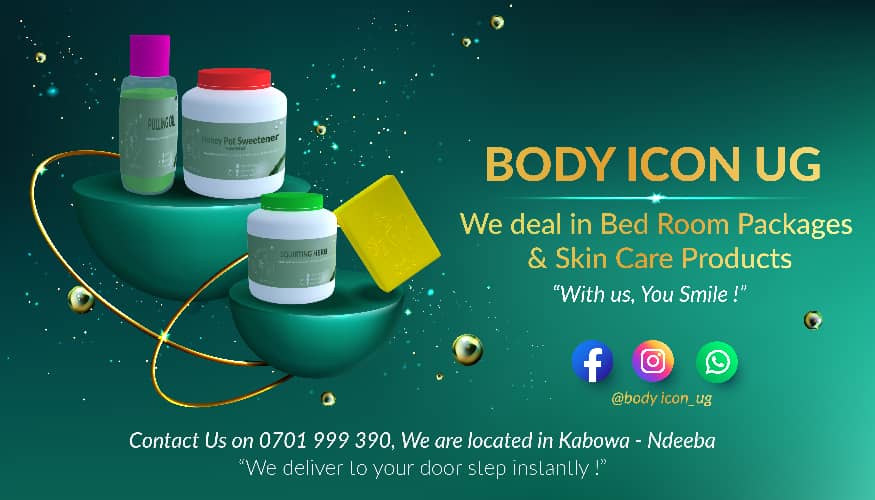 PULLING OIL
Honey Pot Sweetener
SQUIRTING HERB
BODY ICON UG
We deal in Bed Room Packages
& Skin Care Products
“With us, You Smile !”
@body icon_ug
Contact Us on 0701 999 390, We are located in Kabowa - Ndeeba
“We deliver to your door step instantly !”